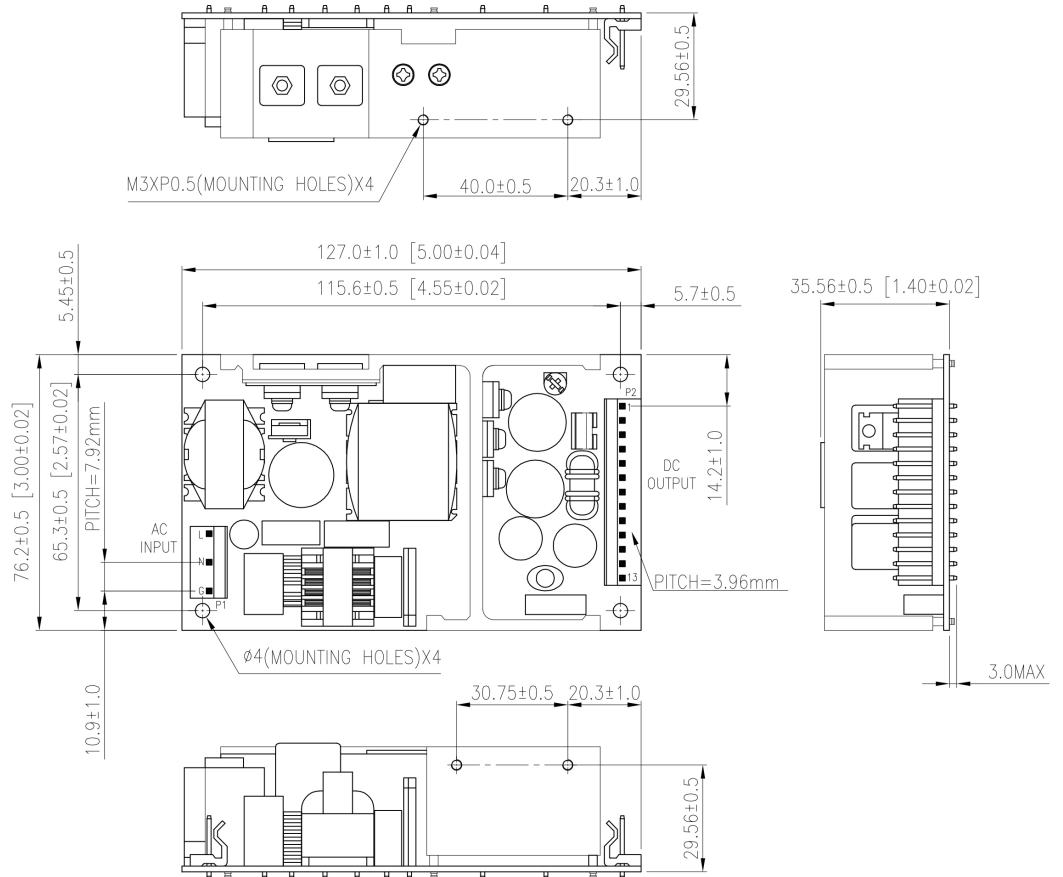 29.56±0.5
M3XP0.5(MOUNTING HOLES)X4
40.0±0.5
20.3±1.0
127.0±1.0 [5.00±0.04]
115.6±0.5 [4.55±0.02]
5.7±0.5
5.45±0.5
35.56±0.5 [1.40±0.02]
76.2±0.5 [3.00±0.02]
65.3±0.5 [2.57±0.02]
PITCH=7.92mm
P2
1
14.2±1.0
DC
OUTPUT
AC
INPUT
L
N
G
P1
13
PITCH=3.96mm
Ø4(MOUNTING HOLES)X4
10.9±1.0
3.0MAX
30.75±0.5
20.3±1.0
29.56±0.5